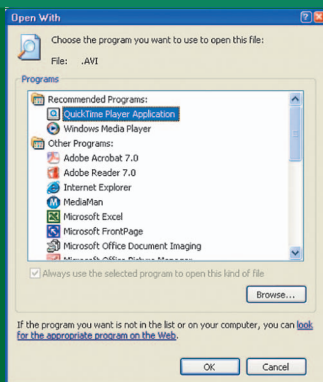 Open With
Choose the program you want to use to open this file:
File: .AVI
Programs
Recommended Programs:
QuickTime Player Application
Windows Media Player
Other Programs:
Adobe Acrobat 7.0
Adobe Reader 7.0
Internet Explorer
MediaMan
Microsoft Excel
Microsoft FrontPage
Microsoft Office Document Imaging
Microsoft Office Picture Manager
Always use the selected program to open this kind of file
Browse...
If the program you want is not in the list or on your computer, you can look
for the appropriate program on the Web.
OK
Cancel